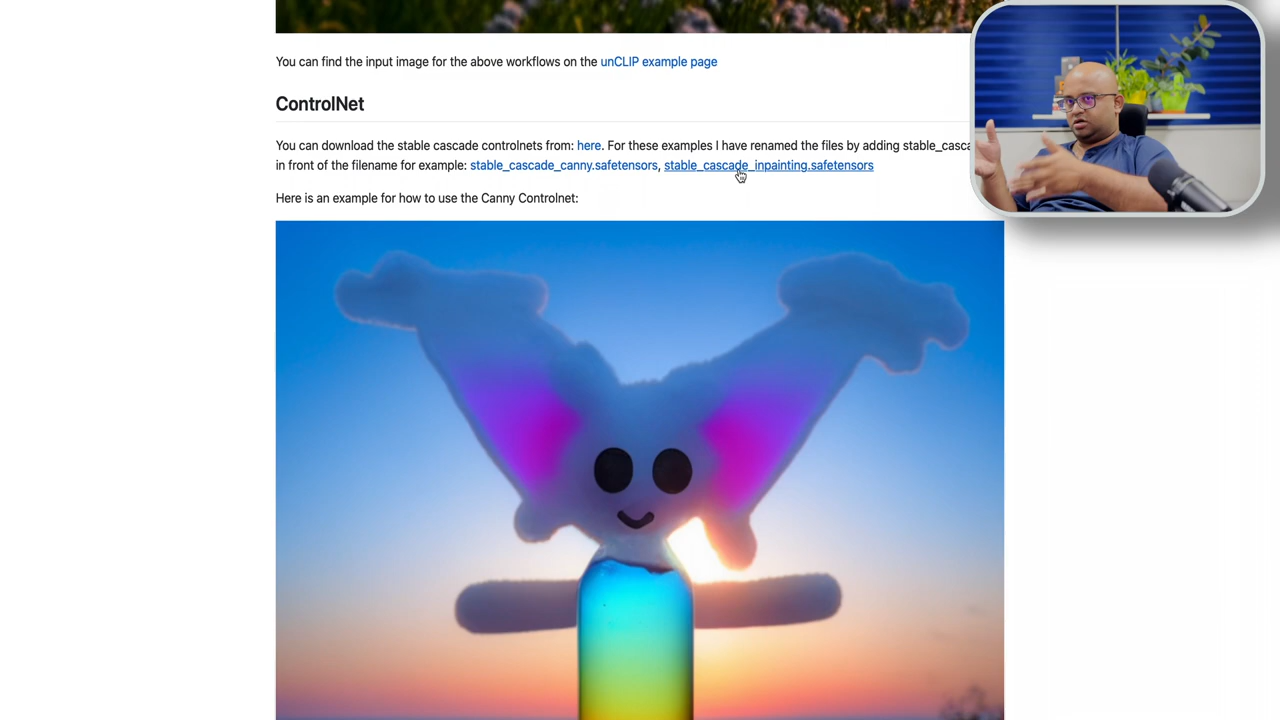 You can find the input image for the above workflows on the unCLIP example page
ControlNet
You can download the stable cascade controlnets from: here. For these examples I have renamed the files by adding stable_casca
in front of the filename for example: stable_cascade_canny.safetensors, stable_cascade_inpainting.safetensors
Here is an example for how to use the Canny Controlnet: